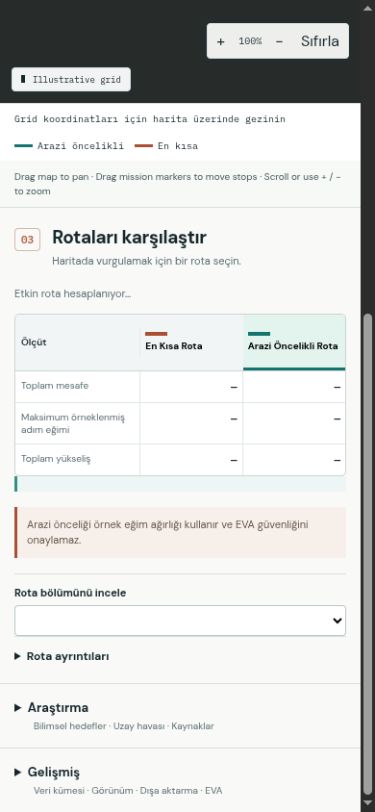 + 100% − Sıfırla
Illustrative grid
Grid koordinatları için harita üzerinde gezinin
Arazi öncelikli En kısa
Drag map to pan · Drag mission markers to move stops · Scroll or use + / −
to zoom
03 Rotaları karşılaştır
Haritada vurgulamak için bir rota seçin.
Etkin rota hesaplanıyor...
Ölçüt En Kısa Rota Arazi Öncelikli Rota
Toplam mesafe – –
Maksimum örneklenmiş
adım eğimi – –
Toplam yükseliş – –
Arazi önceliği örnek eğim ağırlığı kullanır ve EVA güvenliğini
onaylamaz.
Rota bölümünü incele
Rota ayrıntıları
Araştırma
Bilimsel hedefler · Uzay havası · Kaynaklar
Gelişmiş
Veri kümesi · Görünüm · Dışa aktarma · EVA